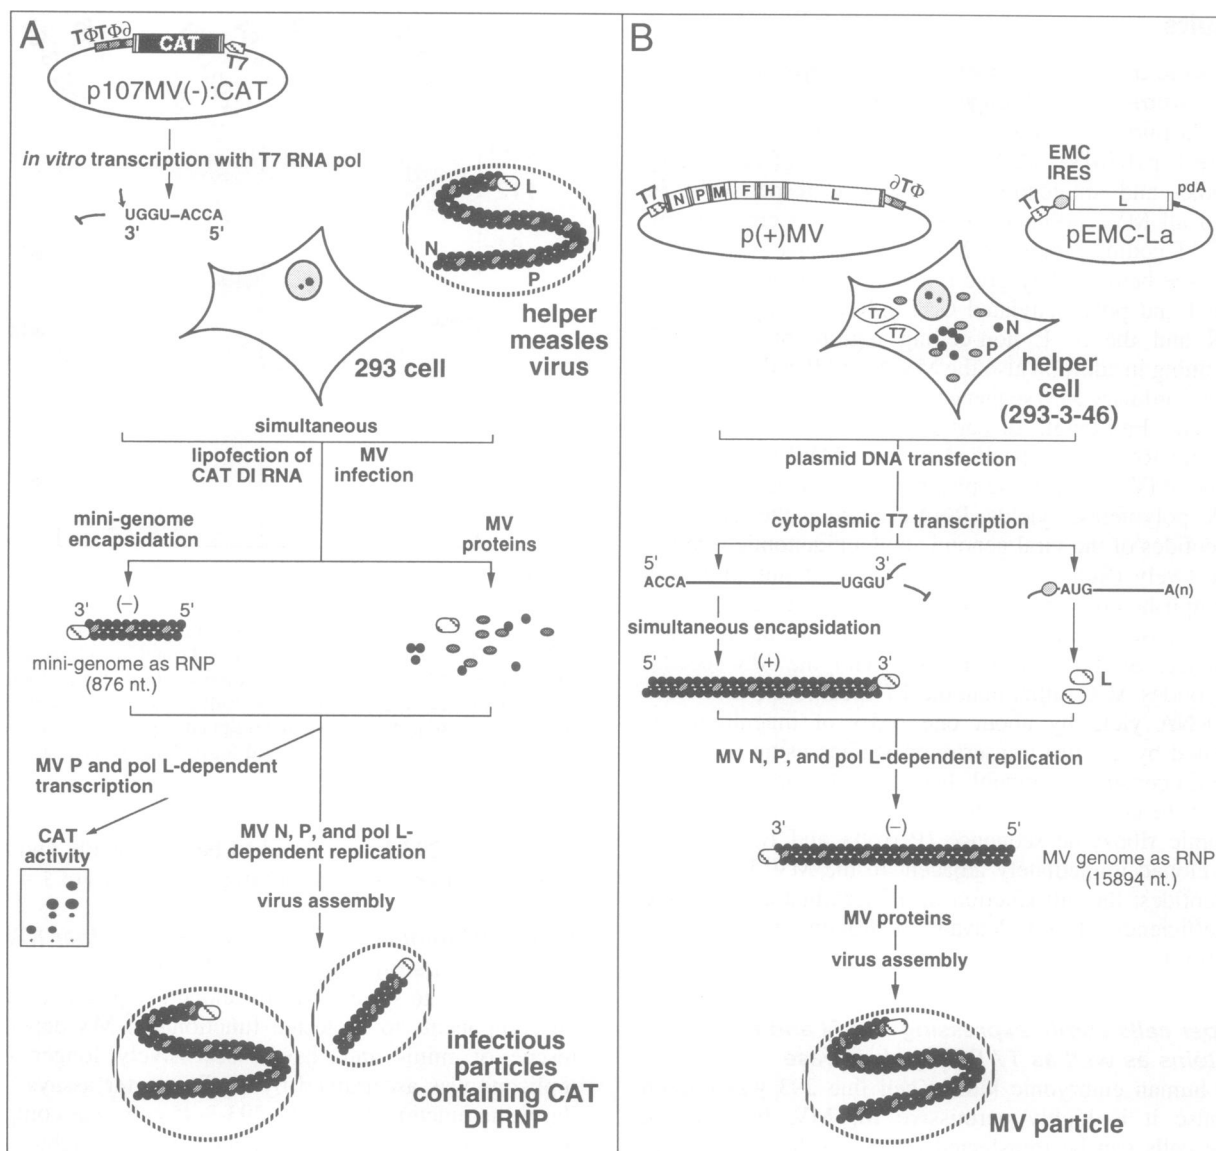 A
TΦTΦ∂
CAT
T7
p107MV(-):CAT
in vitro transcription with T7 RNA pol
UGGU–ACCA
3' 5'
L
N
P
helper
measles
virus
293 cell
simultaneous
lipofection of
CAT DI RNA
MV
infection
mini-genome
encapsidation
MV
proteins
(–)
3' 5'
mini-genome as RNP
(876 nt.)
MV P and pol L-dependent
transcription
CAT
activity
MV N, P, and pol L-
dependent replication
virus assembly
infectious
particles
containing CAT
DI RNP
B
EMC
IRES
T7
N P M F H L
∂TΦ
p(+)MV
T7
L
pdA
pEMC-La
T7
T7
N
P
helper
cell
(293-3-46)
plasmid DNA transfection
cytoplasmic T7 transcription
5' 3'
ACCA UGGU
AUG A(n)
simultaneous encapsidation
5' (+) 3'
L
MV N, P, and pol L-dependent replication
3' (–) 5'
MV genome as RNP
(15894 nt.)
MV proteins
virus assembly
MV particle